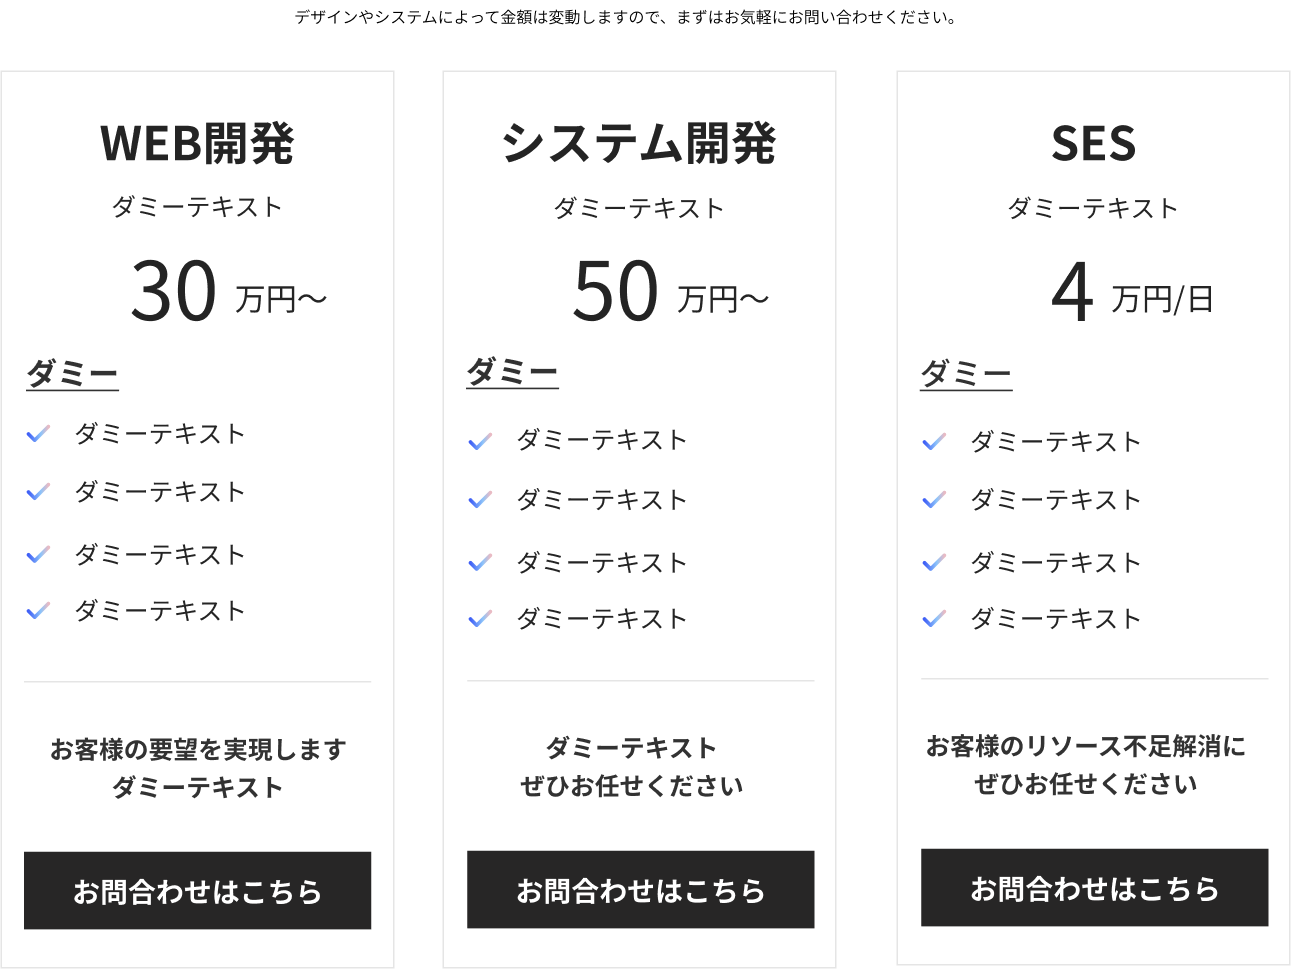 デザインやシステムによって金額は変動しますので、まずはお気軽にお問い合わせください。
WEB開発
ダミーテキスト
30 万円〜
ダミー
ダミーテキスト
ダミーテキスト
ダミーテキスト
ダミーテキスト
お客様の要望を実現します
ダミーテキスト
お問合わせはこちら
システム開発
ダミーテキスト
50 万円〜
ダミー
ダミーテキスト
ダミーテキスト
ダミーテキスト
ダミーテキスト
ダミーテキスト
ぜひお任せください
お問合わせはこちら
SES
ダミーテキスト
4 万円/日
ダミー
ダミーテキスト
ダミーテキスト
ダミーテキスト
ダミーテキスト
お客様のリソース不足解消に
ぜひお任せください
お問合わせはこちら